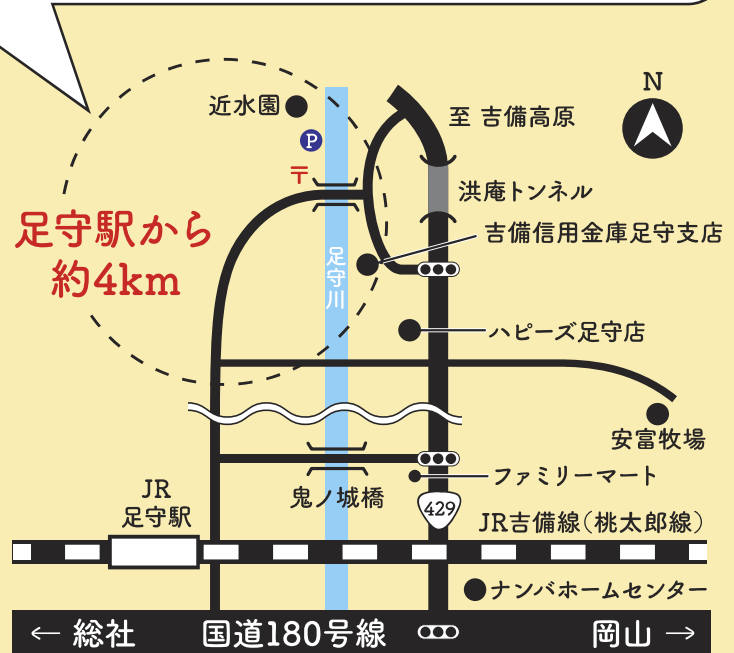 N
近水園
至 吉備高原
P
〒
洪庵トンネル
足守駅から
約4km
吉備信用金庫足守支店
足守川
ハピーズ足守店
安富牧場
ファミリーマート
鬼ノ城橋
JR
足守駅
429
JR吉備線(桃太郎線)
ナンバホームセンター
← 総社
国道180号線
岡山 →